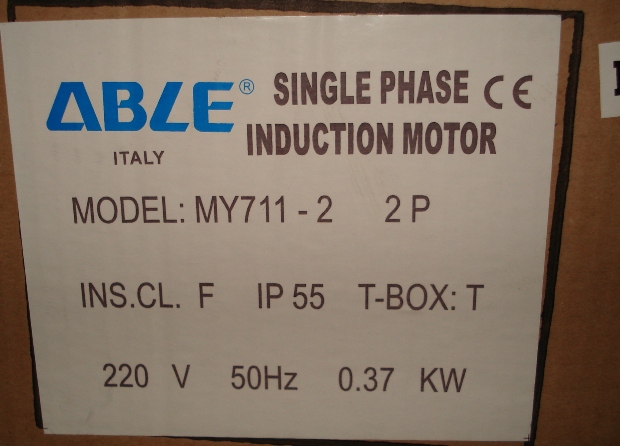 ABLE® SINGLE PHASE CE
ITALY INDUCTION MOTOR
MODEL: MY711 - 2 2 P
INS.CL. F IP 55 T-BOX: T
220 V 50Hz 0.37 KW